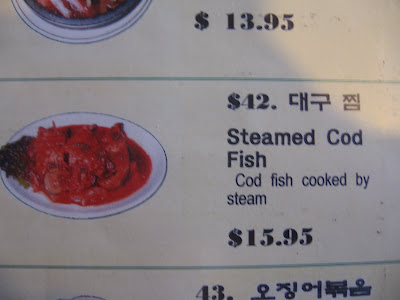 $ 13.95
$42. 대구 찜
Steamed Cod
Fish
Cod fish cooked by
steam
$15.95
43. 오징어볶음